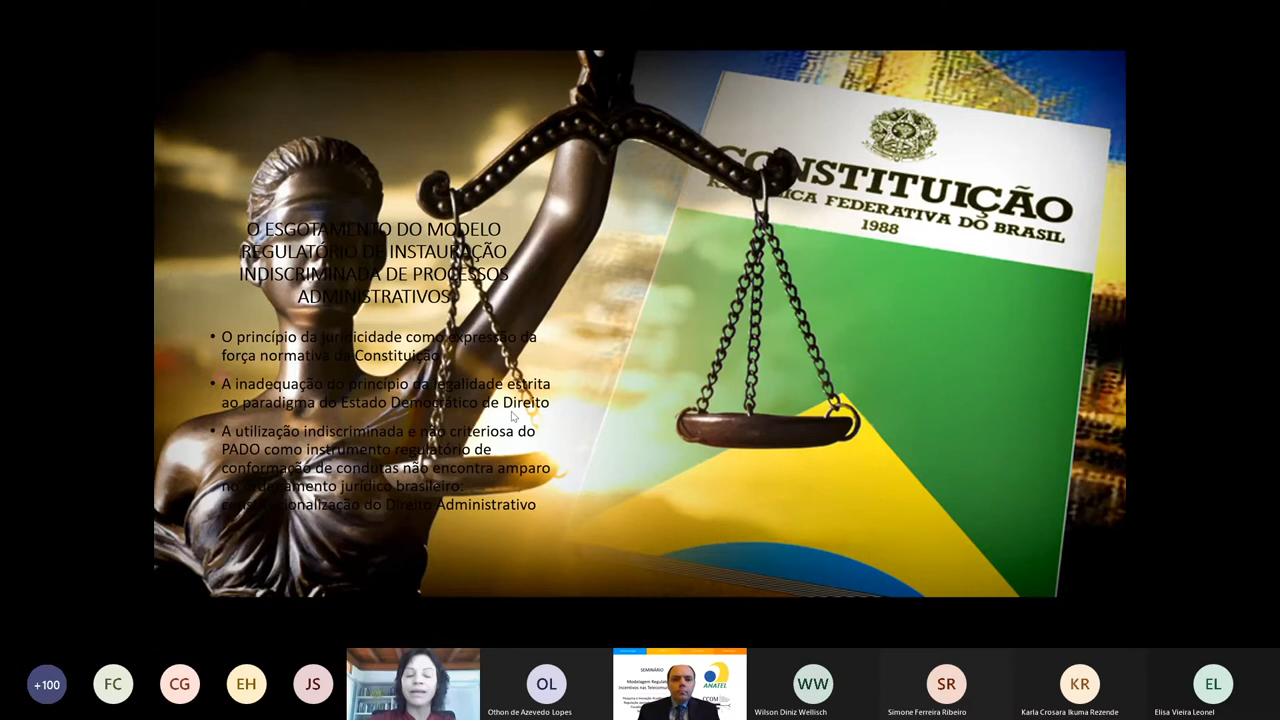 CONSTITUIÇÃO
FEDERATIVA DO BRASIL
1988
O ESGOTAMENTO DO MODELO
REGULATÓRIO DE INSTAURAÇÃO
INDISCRIMINADA DE PROCESSOS
ADMINISTRATIVOS
• O princípio da juridicidade como expressão da
força normativa da Constituição
• A inadequação do princípio da legalidade estrita
ao paradigma do Estado Democrático de Direito
• A utilização indiscriminada e não criteriosa do
PADO como instrumento regulatório de
conformação de condutas não encontra amparo
no ordenamento jurídico brasileiro:
constitucionalização do Direito Administrativo
SEMINÁRIO
ANATEL
CCOM
+100
FC
CG
EH
JS
OL
Othon de Azevedo Lopes
WW
Wilson Diniz Wellisch
SR
Simone Ferreira Ribeiro
KR
Karla Crosara Ikuma Rezende
EL
Elisa Vieira Leonel